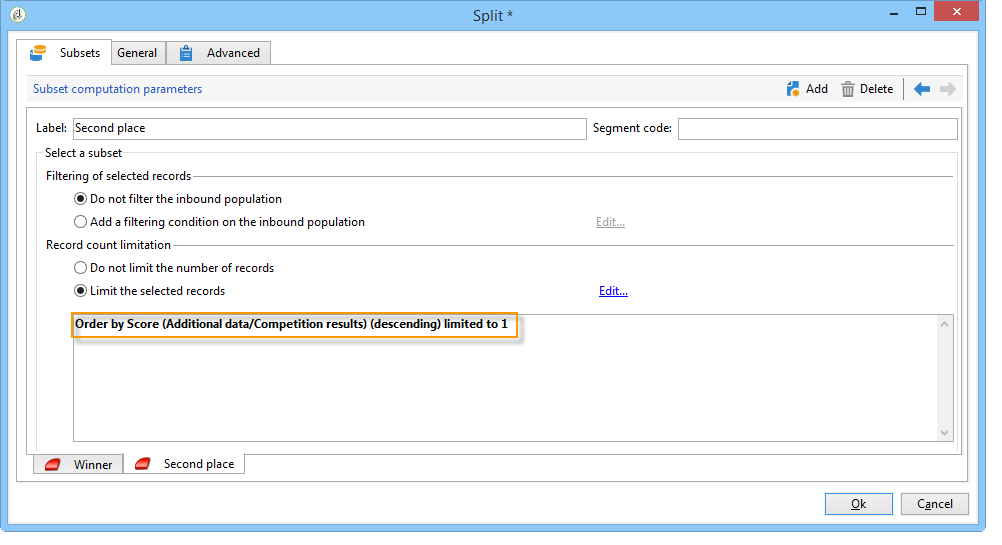 Split *
Subsets General Advanced
Subset computation parameters Add Delete
Label: Second place Segment code:
Select a subset
Filtering of selected records
Do not filter the inbound population
Add a filtering condition on the inbound population Edit...
Record count limitation
Do not limit the number of records
Limit the selected records Edit...
Order by Score (Additional data/Competition results) (descending) limited to 1
Winner Second place
Ok Cancel